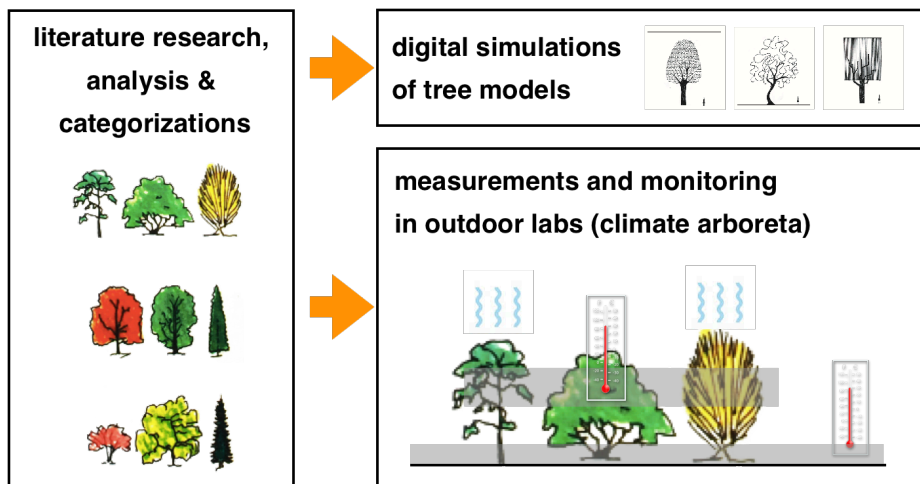 literature research,
analysis &
categorizations
digital simulations
of tree models
measurements and monitoring
in outdoor labs (climate arboreta)